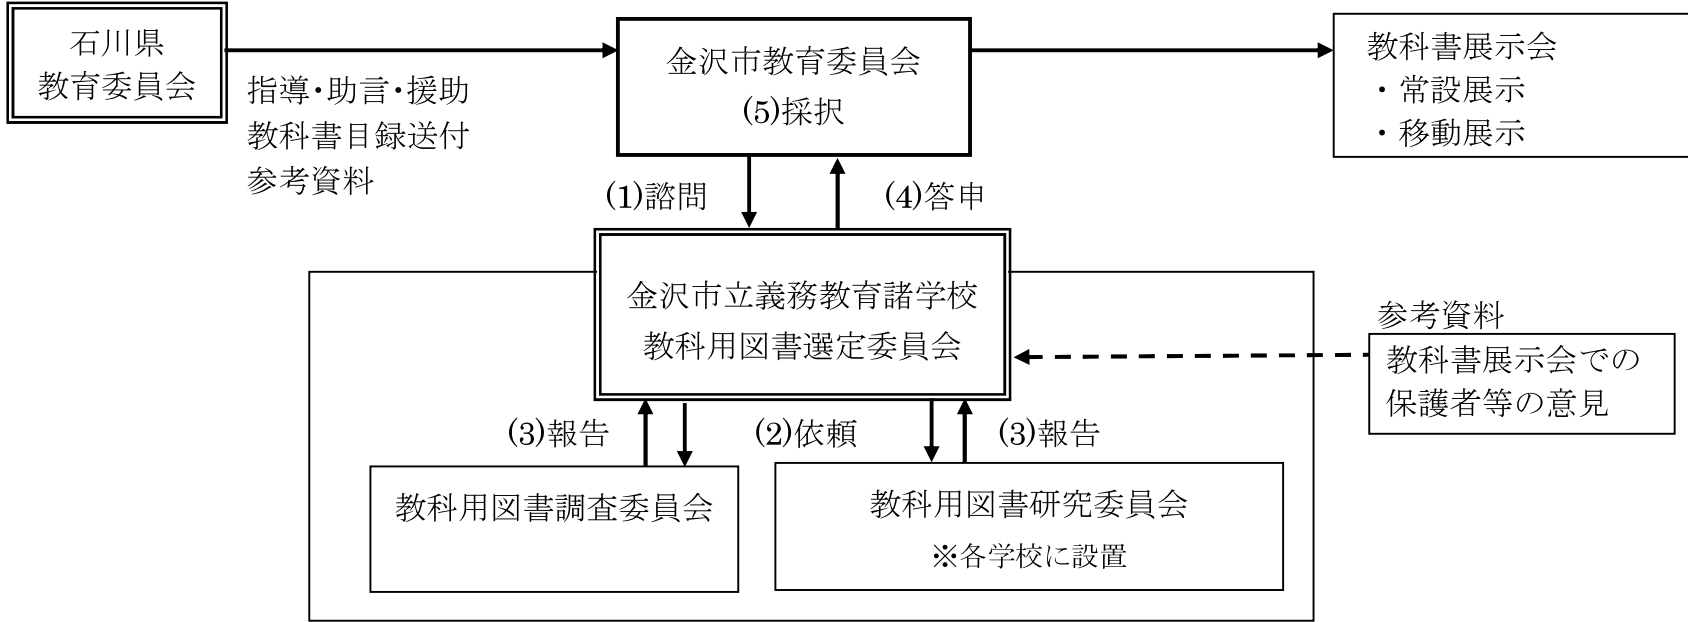 石川県
教育委員会
指導・助言・援助
教科書目録送付
参考資料
金沢市教育委員会
(5)採択
教科書展示会
・常設展示
・移動展示
(1)諮問
(4)答申
金沢市立義務教育諸学校
教科用図書選定委員会
参考資料
教科書展示会での
保護者等の意見
(3)報告
(2)依頼
(3)報告
教科用図書調査委員会
教科用図書研究委員会
※各学校に設置